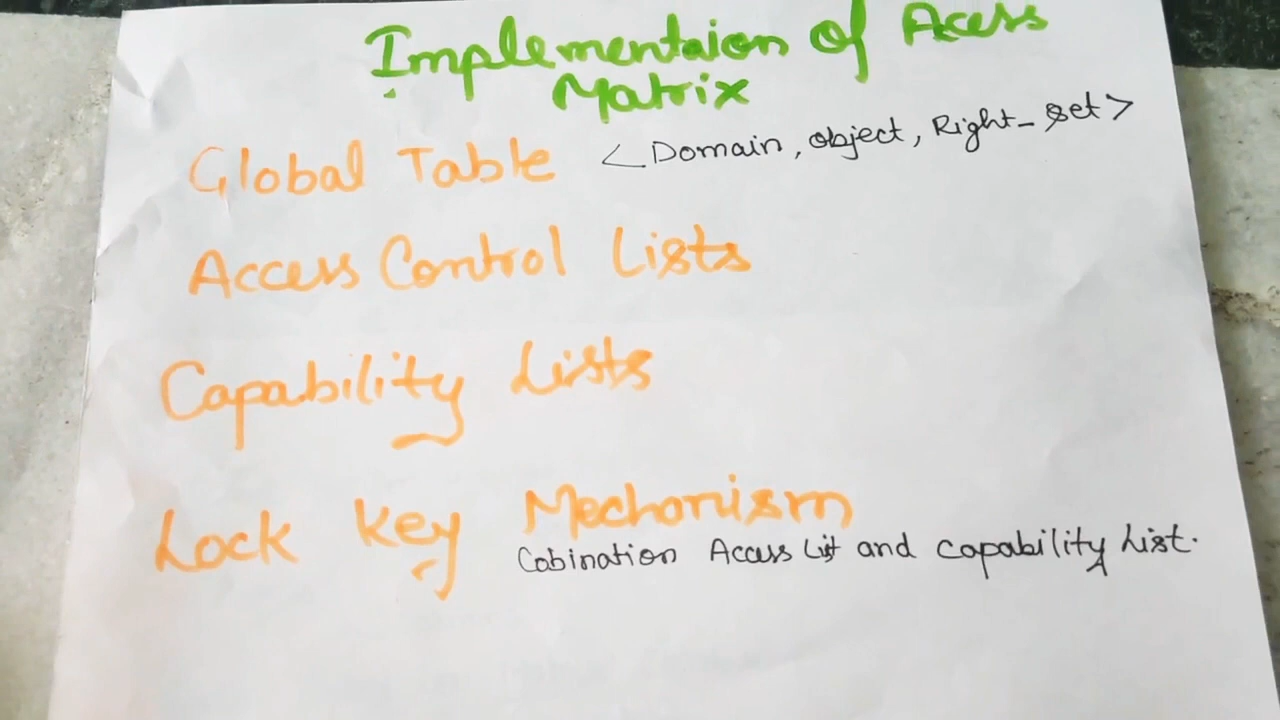 Implementaion of Acess
Matrix
Global Table <Domain, object, Right_set>
Access Control Lists
Capability Lists
Lock Key Mechanism
Cobination Access List and capability List.